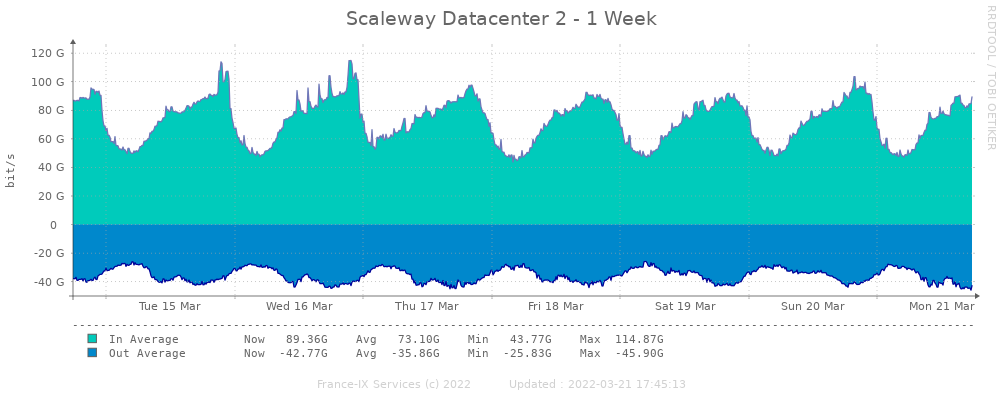 Scaleway Datacenter 2 - 1 Week
RRDTOOL / TOBI OETIKER
bit/s
120 G
100 G
80 G
60 G
40 G
20 G
0
-20 G
-40 G
Tue 15 Mar Wed 16 Mar Thu 17 Mar Fri 18 Mar Sat 19 Mar Sun 20 Mar Mon 21 Mar
In Average Now 89.36G Avg 73.10G Min 43.77G Max 114.87G
Out Average Now -42.77G Avg -35.86G Min -25.83G Max -45.90G
France-IX Services (c) 2022 Updated : 2022-03-21 17:45:13